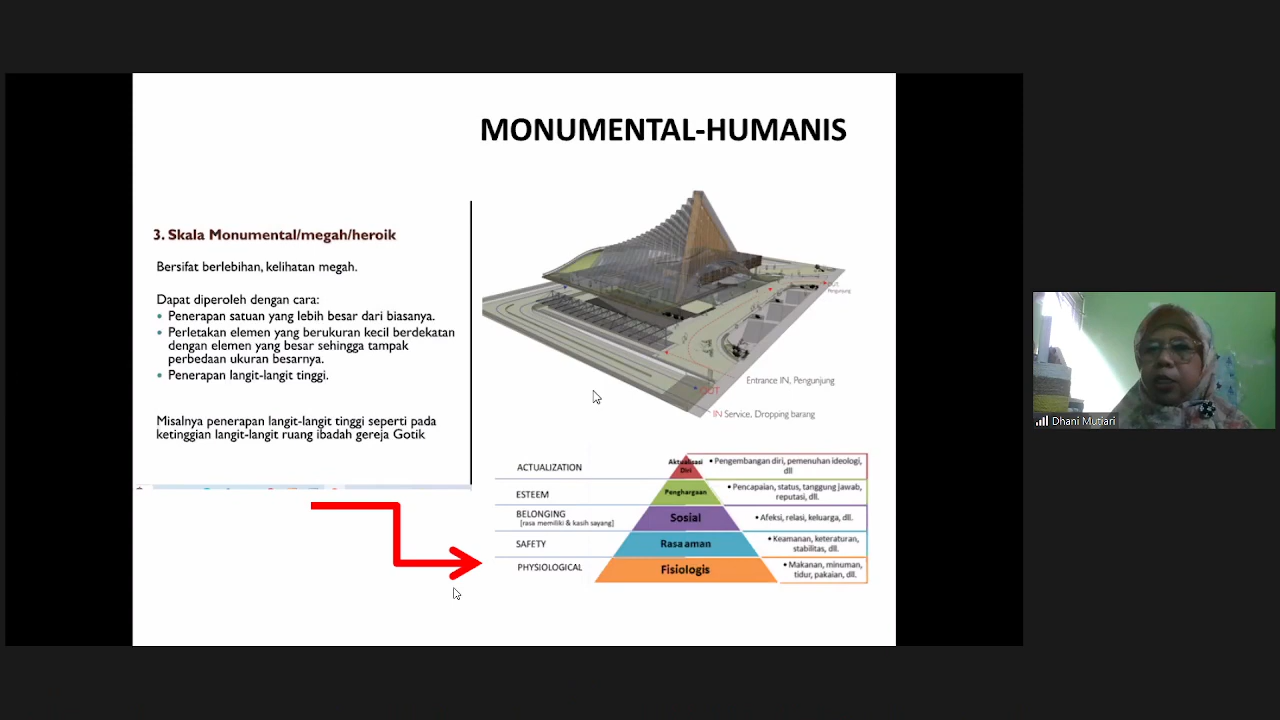 MONUMENTAL-HUMANIS
3. Skala Monumental/megah/heroik
Bersifat berlebihan, kelihatan megah.
Dapat diperoleh dengan cara:
• Penerapan satuan yang lebih besar dari biasanya.
• Perletakan elemen yang berukuran kecil berdekatan
dengan elemen yang besar sehingga tampak
perbedaan ukuran besarnya.
• Penerapan langit-langit tinggi.
Misalnya penerapan langit-langit tinggi seperti pada
ketinggian langit-langit ruang ibadah gereja Gotik
OUT,
Pengunjung
Entrance IN, Pengunjung
OUT
IN Service, Dropping barang
ACTUALIZATION
Aktualisasi
Diri
• Pengembangan diri, pemenuhan ideologi,
dll
ESTEEM
Penghargaan
• Pencapaian, status, tanggung jawab,
reputasi, dll.
BELONGING
[rasa memiliki & kasih sayang]
Sosial
• Afeksi, relasi, keluarga, dll.
SAFETY
Rasa aman
• Keamanan, keteraturan,
stabilitas, dll.
PHYSIOLOGICAL
Fisiologis
• Makanan, minuman,
tidur, pakaian, dll.
Dhani Mutiari